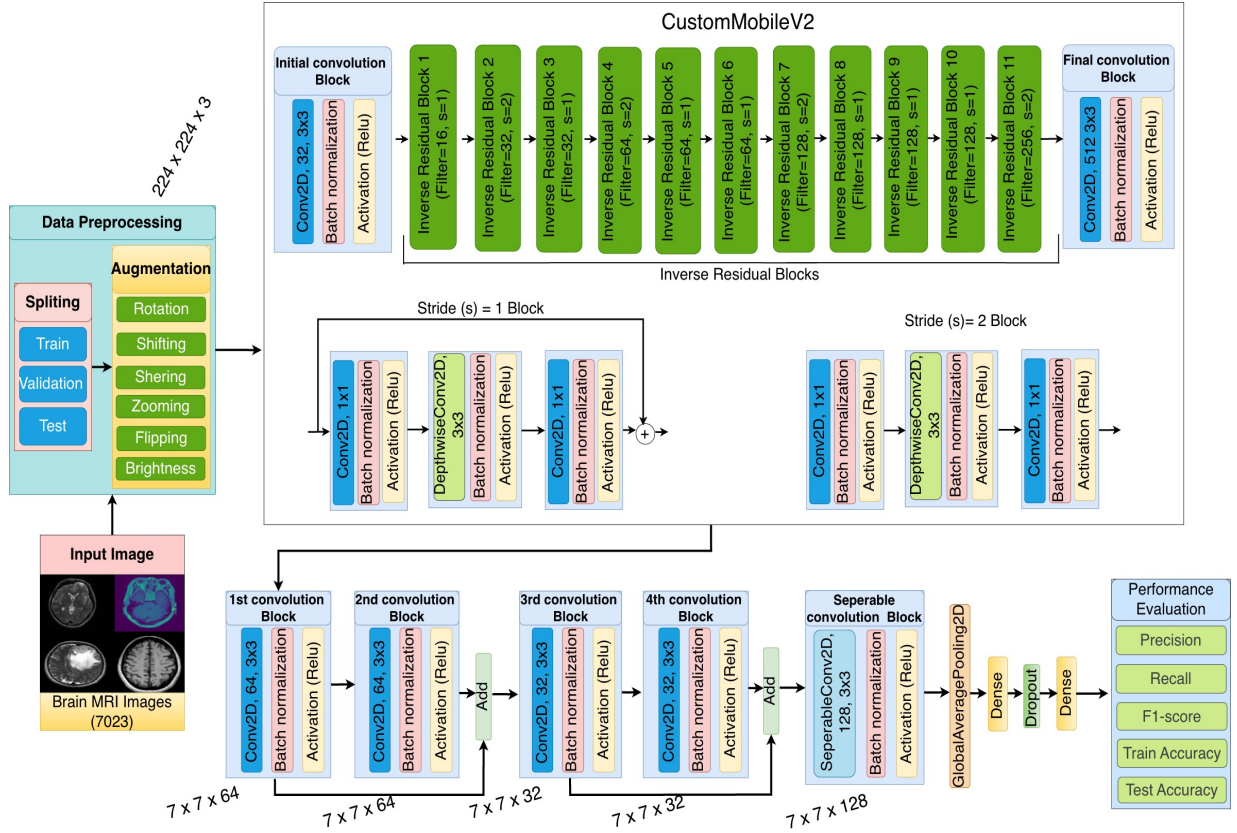 CustomMobileV2
Initial convolution
Block
Conv2D, 32, 3x3
Batch normalization
Activation (Relu)
Inverse Residual Block 1
(Filter=16, s=1)
Inverse Residual Block 2
(Filter=32, s=2)
Inverse Residual Block 3
(Filter=32, s=1)
Inverse Residual Block 4
(Filter=64, s=2)
Inverse Residual Block 5
(Filter=64, s=1)
Inverse Residual Block 6
(Filter=64, s=1)
Inverse Residual Block 7
(Filter=128, s=2)
Inverse Residual Block 8
(Filter=128, s=1)
Inverse Residual Block 9
(Filter=128, s=1)
Inverse Residual Block 10
(Filter=128, s=1)
Inverse Residual Block 11
(Filter=256, s=2)
Final convolution
Block
Conv2D, 512 3x3
Batch normalization
Activation (Relu)
Inverse Residual Blocks
224 x 224 x 3
Data Preprocessing
Spliting
Train
Validation
Test
Augmentation
Rotation
Shifting
Shering
Zooming
Flipping
Brightness
Stride (s) = 1 Block
Conv2D, 1x1
Batch normalization
Activation (Relu)
DepthwiseConv2D,
3x3
Batch normalization
Activation (Relu)
Conv2D, 1x1
Batch normalization
Activation (Relu)
+
Stride (s)= 2 Block
Conv2D, 1x1
Batch normalization
Activation (Relu)
DepthwiseConv2D,
3x3
Batch normalization
Activation (Relu)
Conv2D, 1x1
Batch normalization
Activation (Relu)
Input Image
Brain MRI Images
(7023)
1st convolution
Block
Conv2D, 64, 3x3
Batch normalization
Activation (Relu)
2nd convolution
Block
Conv2D, 64, 3x3
Batch normalization
Activation (Relu)
Add
3rd convolution
Block
Conv2D, 32, 3x3
Batch normalization
Activation (Relu)
4th convolution
Block
Conv2D, 32, 3x3
Batch normalization
Activation (Relu)
Add
Seperable
convolution Block
SeperableConv2D,
128, 3x3
Batch normalization
Activation (Relu)
GlobalAveragePooling2D
Dense
Dropout
Dense
Performance
Evaluation
Precision
Recall
F1-score
Train Accuracy
Test Accuracy
7 x 7 x 64
7 x 7 x 64
7 x 7 x 32
7 x 7 x 32
7 x 7 x 128